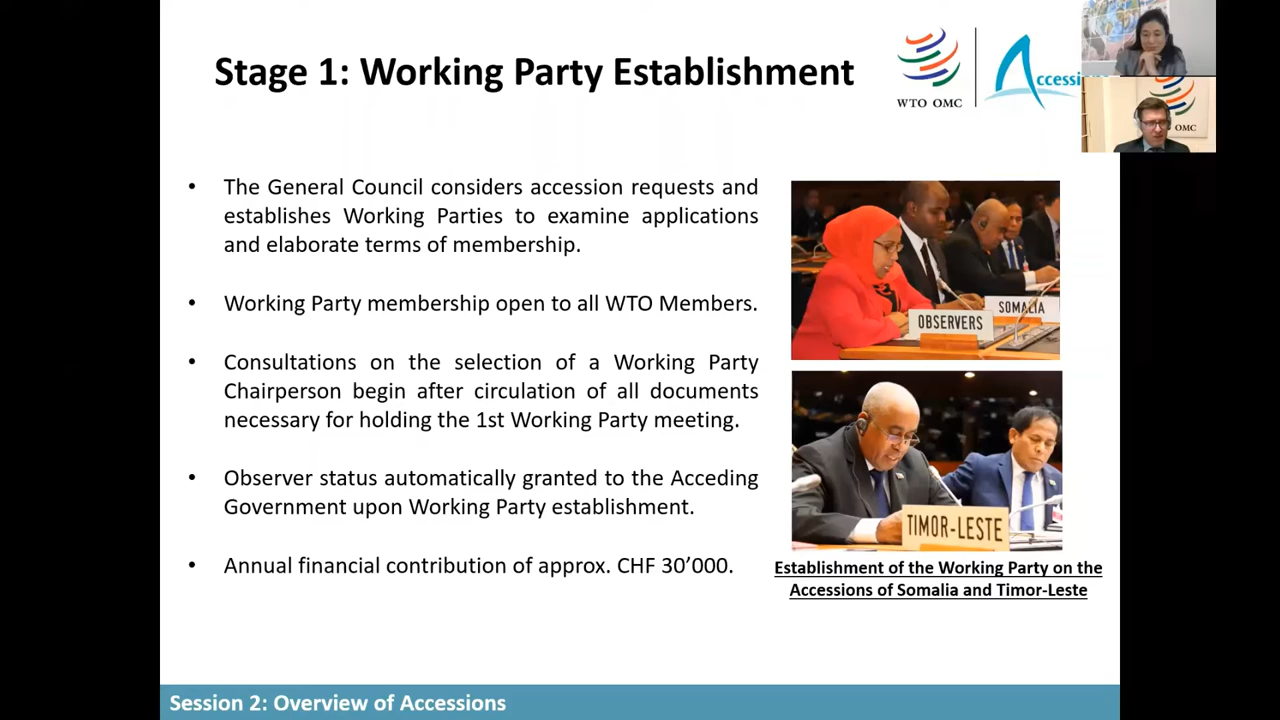 Stage 1: Working Party Establishment
WTO OMC
Accessions
OMC
• The General Council considers accession requests and
establishes Working Parties to examine applications
and elaborate terms of membership.
• Working Party membership open to all WTO Members.
• Consultations on the selection of a Working Party
Chairperson begin after circulation of all documents
necessary for holding the 1st Working Party meeting.
• Observer status automatically granted to the Acceding
Government upon Working Party establishment.
• Annual financial contribution of approx. CHF 30’000.
SOMALIA
OBSERVERS
TIMOR-LESTE
Establishment of the Working Party on the
Accessions of Somalia and Timor-Leste
Session 2: Overview of Accessions